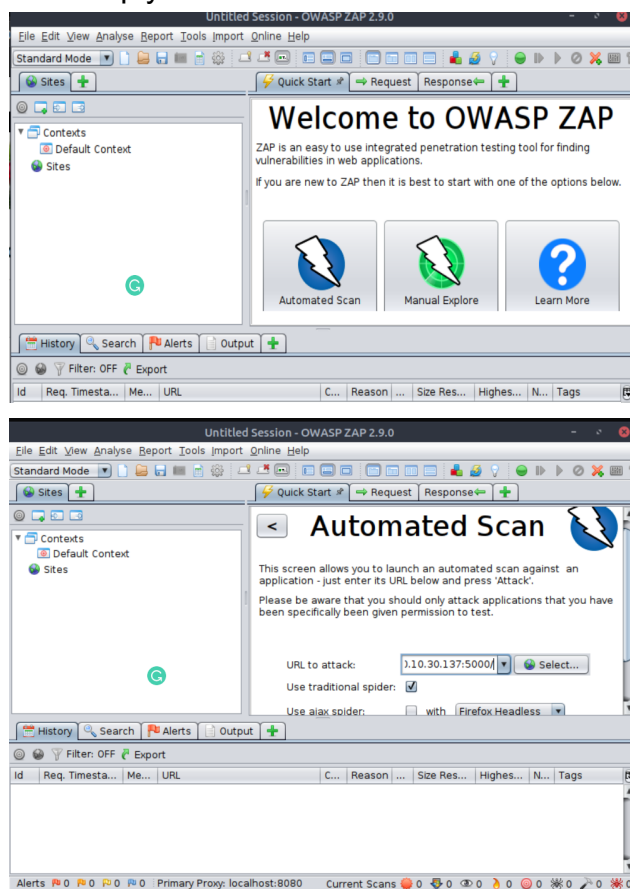 Untitled Session - OWASP ZAP 2.9.0
File Edit View Analyse Report Tools Import Online Help
Standard Mode
Sites
Quick Start
Request
Response
Contexts
Default Context
Sites
Welcome to OWASP ZAP
ZAP is an easy to use integrated penetration testing tool for finding
vulnerabilities in web applications.
If you are new to ZAP then it is best to start with one of the options below.
Automated Scan
Manual Explore
Learn More
History
Search
Alerts
Output
Filter: OFF
Export
Id Req. Timesta... Me... URL C... Reason ... Size Res... Highes... N... Tags
Untitled Session - OWASP ZAP 2.9.0
File Edit View Analyse Report Tools Import Online Help
Standard Mode
Sites
Quick Start
Request
Response
Contexts
Default Context
Sites
<
Automated Scan
This screen allows you to launch an automated scan against an
application - just enter its URL below and press 'Attack'.
Please be aware that you should only attack applications that you have
been specifically been given permission to test.
URL to attack: ).10.30.137:5000/ Select...
Use traditional spider:
Use ajax spider: with Firefox Headless
History
Search
Alerts
Output
Filter: OFF
Export
Id Req. Timesta... Me... URL C... Reason ... Size Res... Highes... N... Tags
Alerts 0 0 0 0 Primary Proxy: localhost:8080 Current Scans 0 0 0 0 0 0 0 0